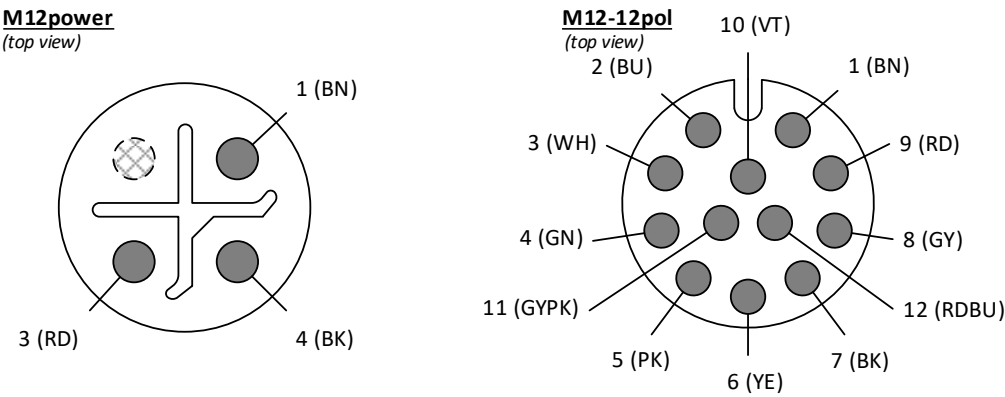 M12power
(top view)
1 (BN)
3 (RD)
4 (BK)
M12-12pol
(top view)
10 (VT)
2 (BU)
1 (BN)
3 (WH)
9 (RD)
4 (GN)
8 (GY)
11 (GYPK)
12 (RDBU)
5 (PK)
7 (BK)
6 (YE)